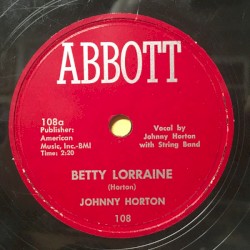 ABBOTT
108a
Publisher:
American
Music, Inc.-BMI
Time: 2:20
Vocal by
Johnny Horton
with String Band
BETTY LORRAINE
(Horton)
JOHNNY HORTON
108